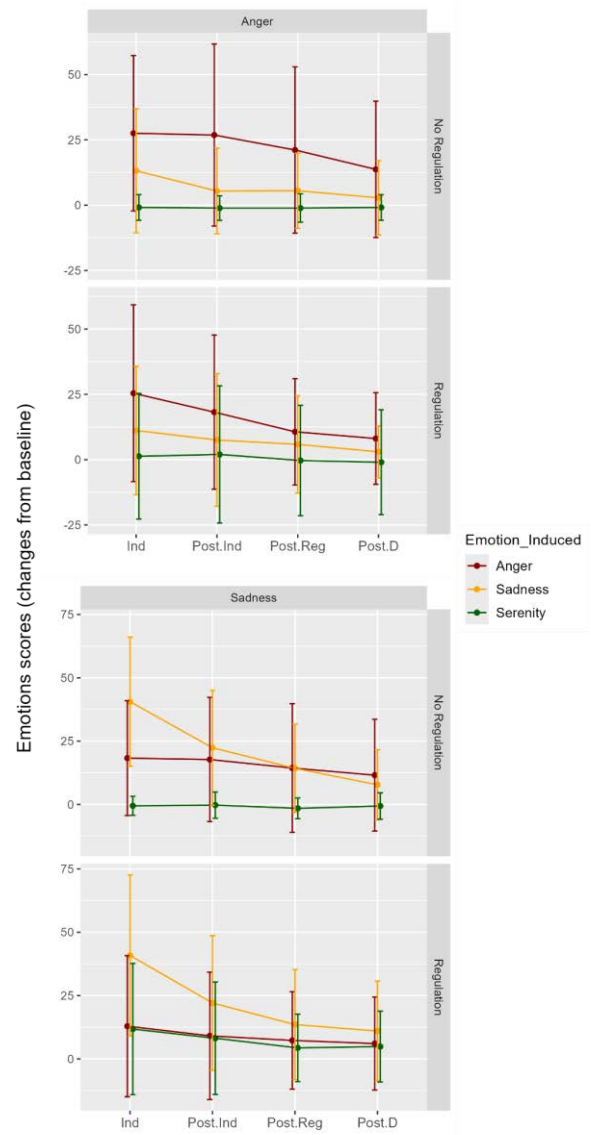 Anger
50
25
0
-25
No Regulation
50
25
0
-25
Regulation
Ind Post.Ind Post.Reg Post.D
Emotions scores (changes from baseline)
Emotion_Induced
Anger
Sadness
Serenity
Sadness
75
50
25
0
No Regulation
75
50
25
0
Regulation
Ind Post.Ind Post.Reg Post.D